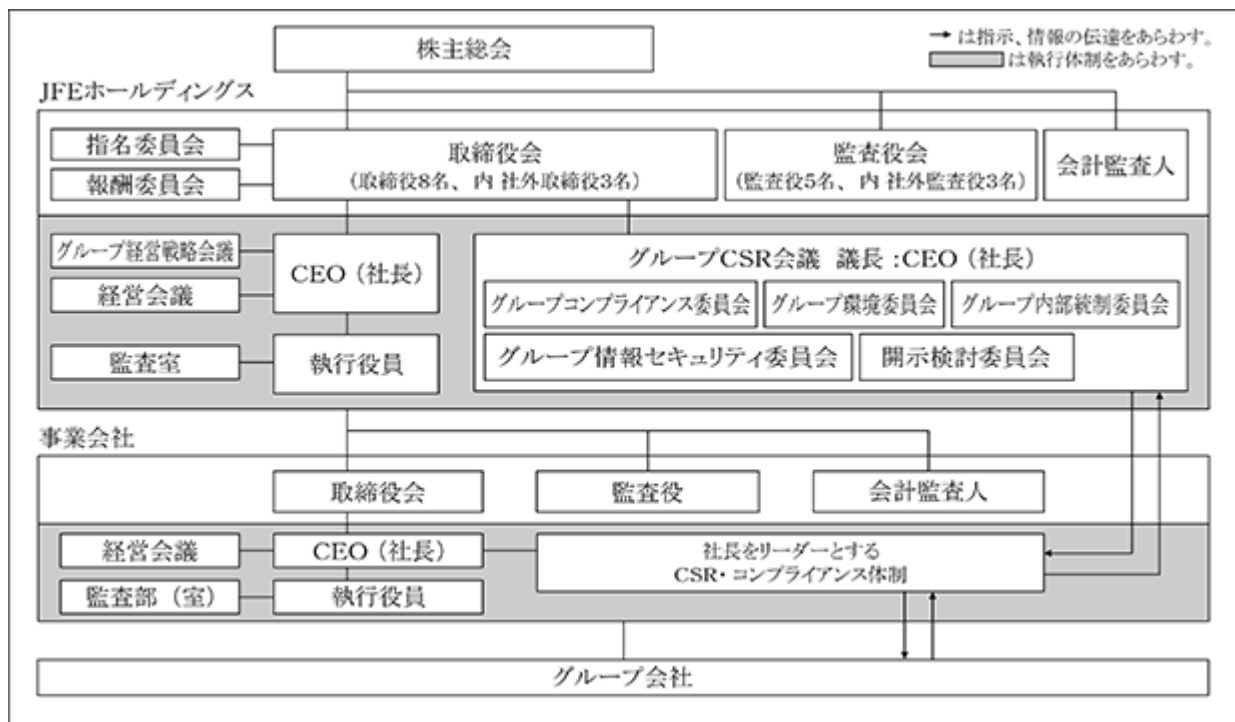 株主総会
→ は指示、情報の伝達をあらわす。
は執行体制をあらわす。
JFEホールディングス
指名委員会
報酬委員会
取締役会
(取締役8名、内 社外取締役3名)
監査役会
(監査役5名、内 社外監査役3名)
会計監査人
グループ経営戦略会議
経営会議
CEO(社長)
監査室
執行役員
グループCSR会議 議長:CEO(社長)
グループコンプライアンス委員会
グループ環境委員会
グループ内部統制委員会
グループ情報セキュリティ委員会
開示検討委員会
事業会社
取締役会
監査役
会計監査人
経営会議
CEO(社長)
社長をリーダーとする
CSR・コンプライアンス体制
監査部(室)
執行役員
グループ会社